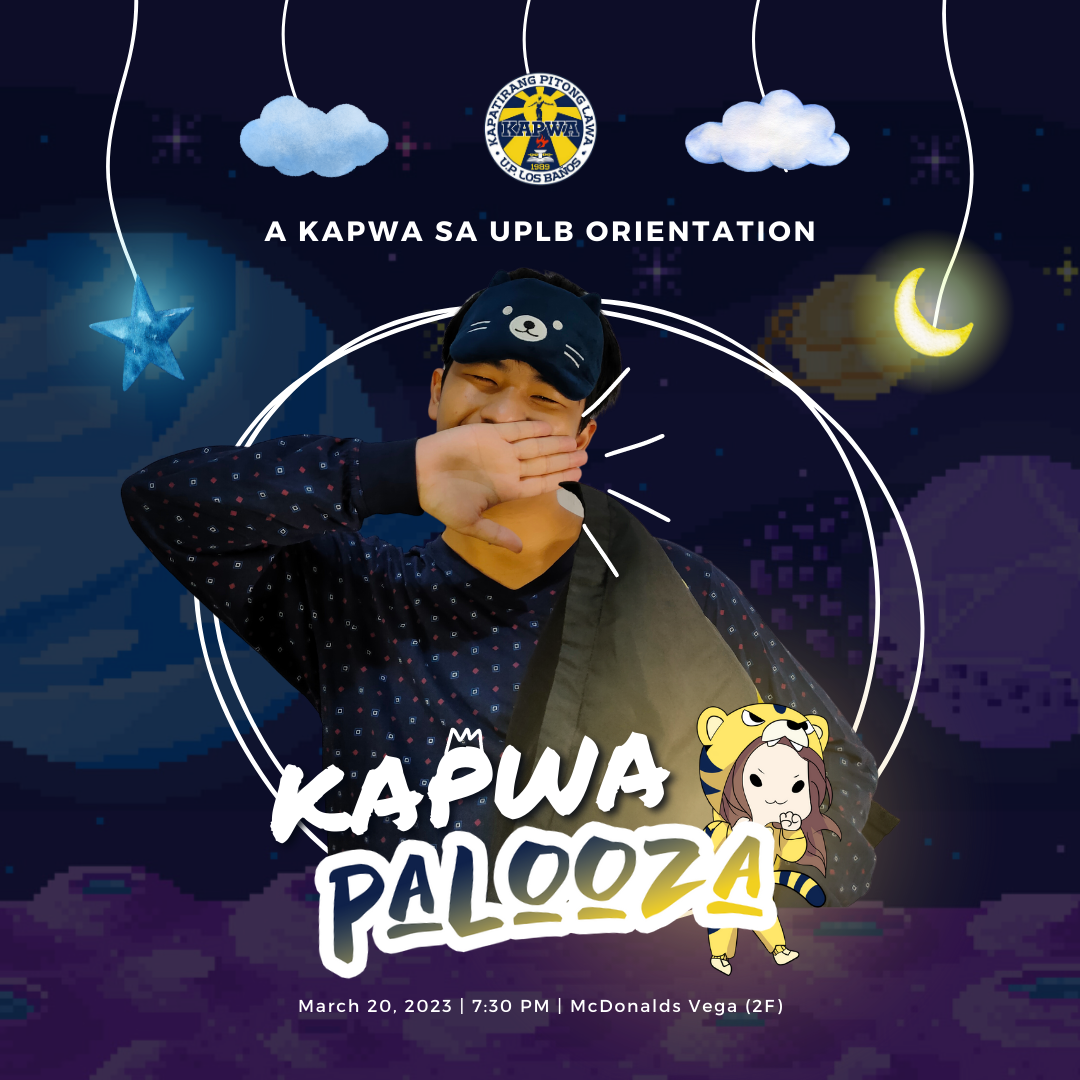 KAPATIRANG PITONG LAWA
KAPWA
1989
U.P. LOS BAÑOS
A KAPWA SA UPLB ORIENTATION
KAPWA
PALOOZA
March 20, 2023 | 7:30 PM | McDonalds Vega (2F)